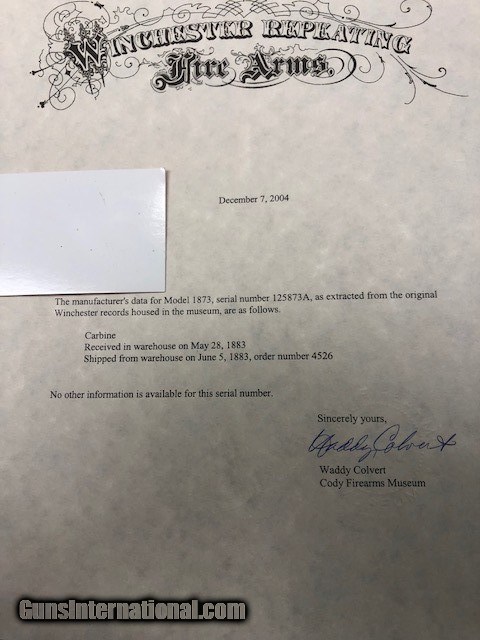 WINCHESTER REPEATING
Fire Arms.
December 7, 2004
The manufacturer's data for Model 1873, serial number 125873A, as extracted from the original
Winchester records housed in the museum, are as follows.
Carbine
Received in warehouse on May 28, 1883
Shipped from warehouse on June 5, 1883, order number 4526
No other information is available for this serial number.
Sincerely yours,
Waddy Colvert
Waddy Colvert
Cody Firearms Museum
GunsInternational.com